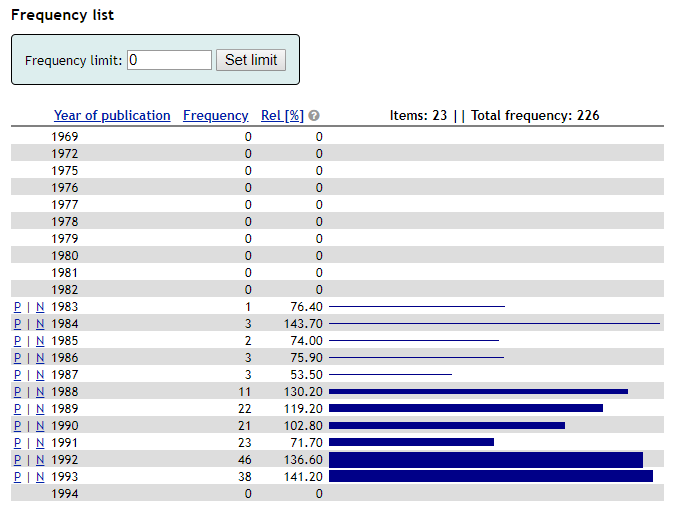 Frequency list
Frequency limit: 0 Set limit
Year of publication Frequency Rel [%] ? Items: 23 || Total frequency: 226
1969 0 0
1972 0 0
1975 0 0
1976 0 0
1977 0 0
1978 0 0
1979 0 0
1980 0 0
1981 0 0
1982 0 0
P | N 1983 1 76.40
P | N 1984 3 143.70
P | N 1985 2 74.00
P | N 1986 3 75.90
P | N 1987 3 53.50
P | N 1988 11 130.20
P | N 1989 22 119.20
P | N 1990 21 102.80
P | N 1991 23 71.70
P | N 1992 46 136.60
P | N 1993 38 141.20
1994 0 0